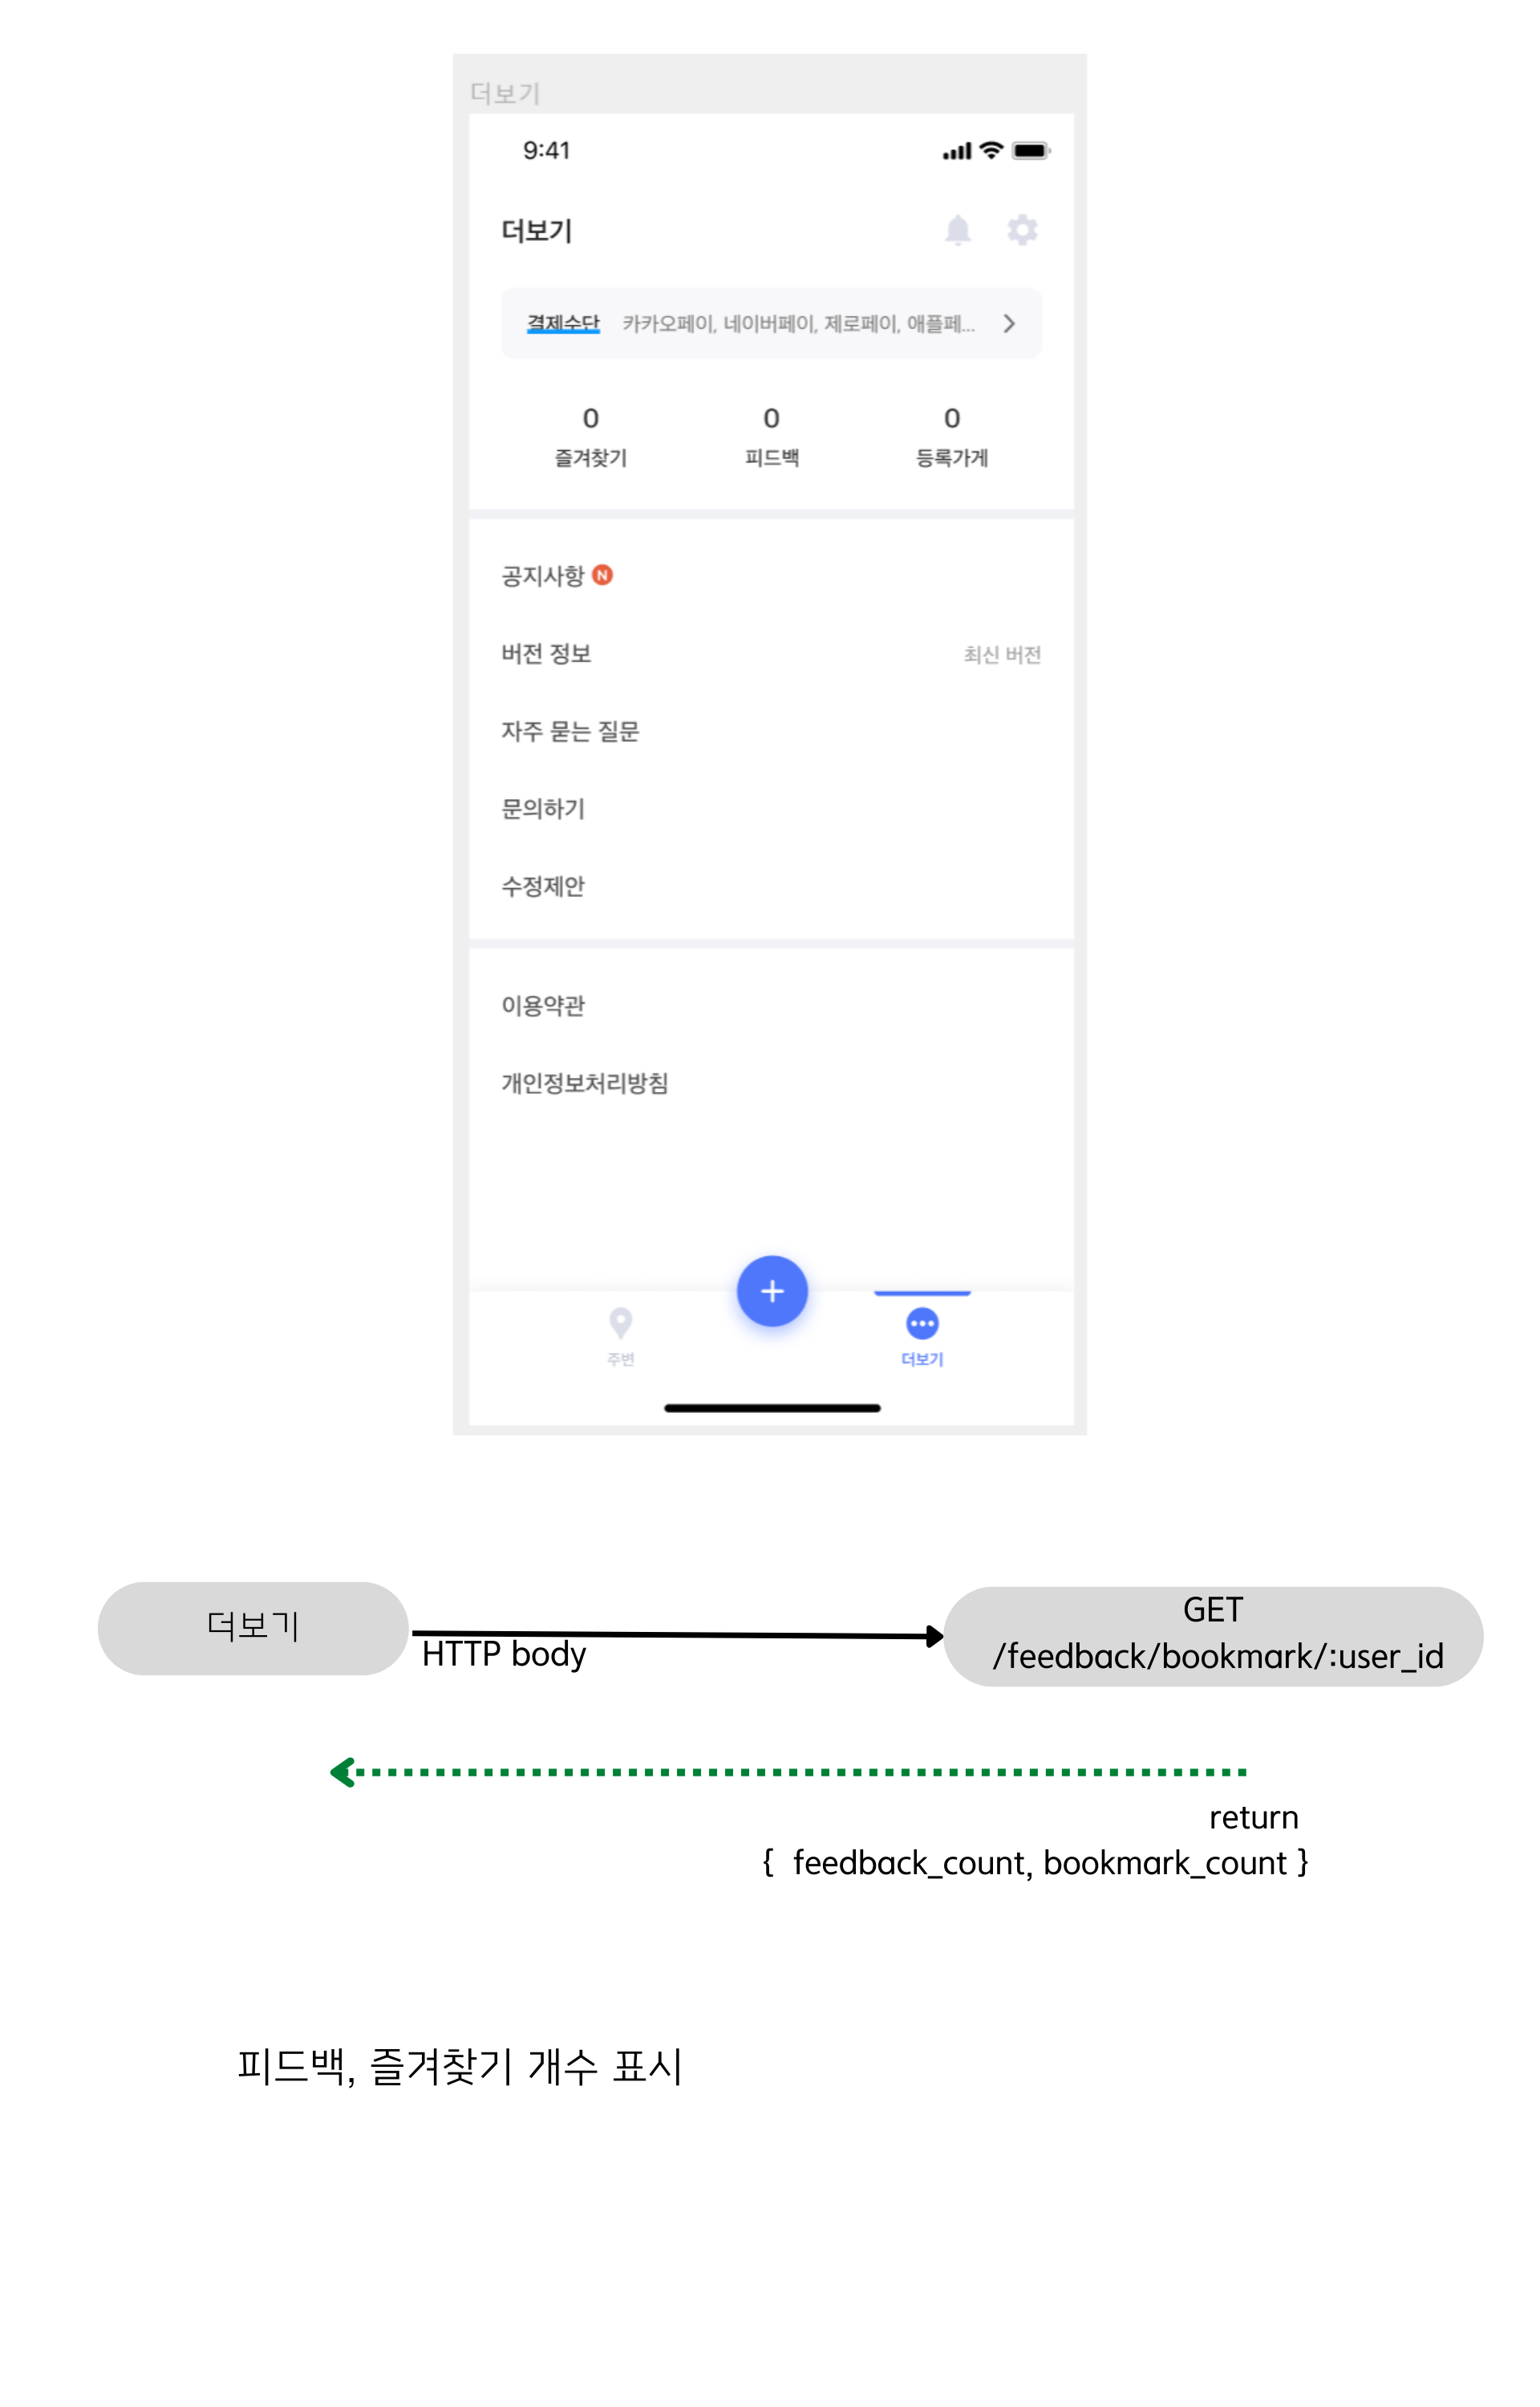 더보기
9:41
더보기
결제수단 카카오페이, 네이버페이, 제로페이, 애플페...
0 0 0
즐겨찾기 피드백 등록가게
공지사항 N
버전 정보 최신 버전
자주 묻는 질문
문의하기
수정제안
이용약관
개인정보처리방침
+
주변 더보기
더보기
HTTP body
GET
/feedback/bookmark/:user_id
return
{ feedback_count, bookmark_count }
피드백, 즐겨찾기 개수 표시